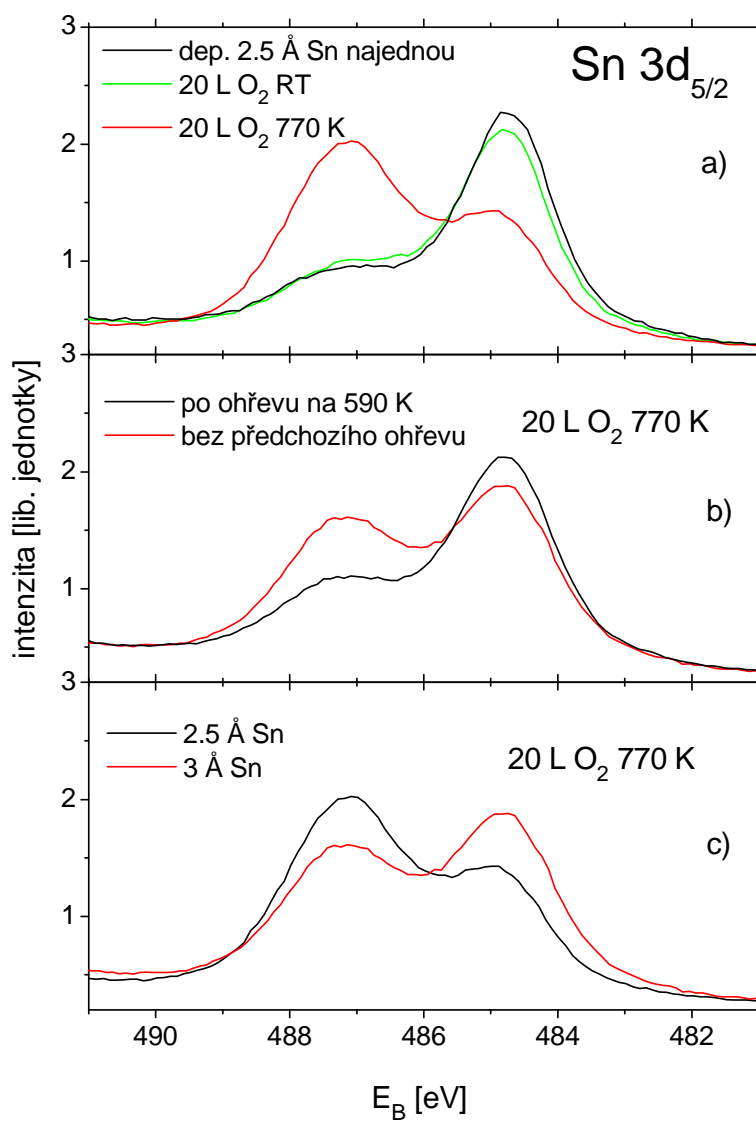 3
dep. 2.5 Å Sn najednou
20 L O₂ RT
20 L O₂ 770 K
Sn 3d₅/₂
a)
2
1
3
po ohřevu na 590 K
bez předchozího ohřevu
20 L O₂ 770 K
b)
2
1
3
2.5 Å Sn
3 Å Sn
20 L O₂ 770 K
c)
2
1
intenzita [lib. jednotky]
490 488 486 484 482
E_B [eV]